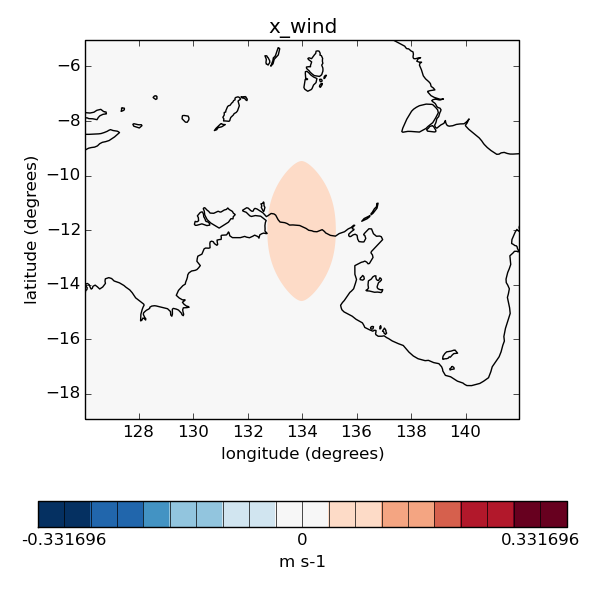 x_wind
−6
−8
−10
−12
−14
−16
−18
latitude (degrees)
128 130 132 134 136 138 140
longitude (degrees)
-0.331696 0 0.331696
m s-1